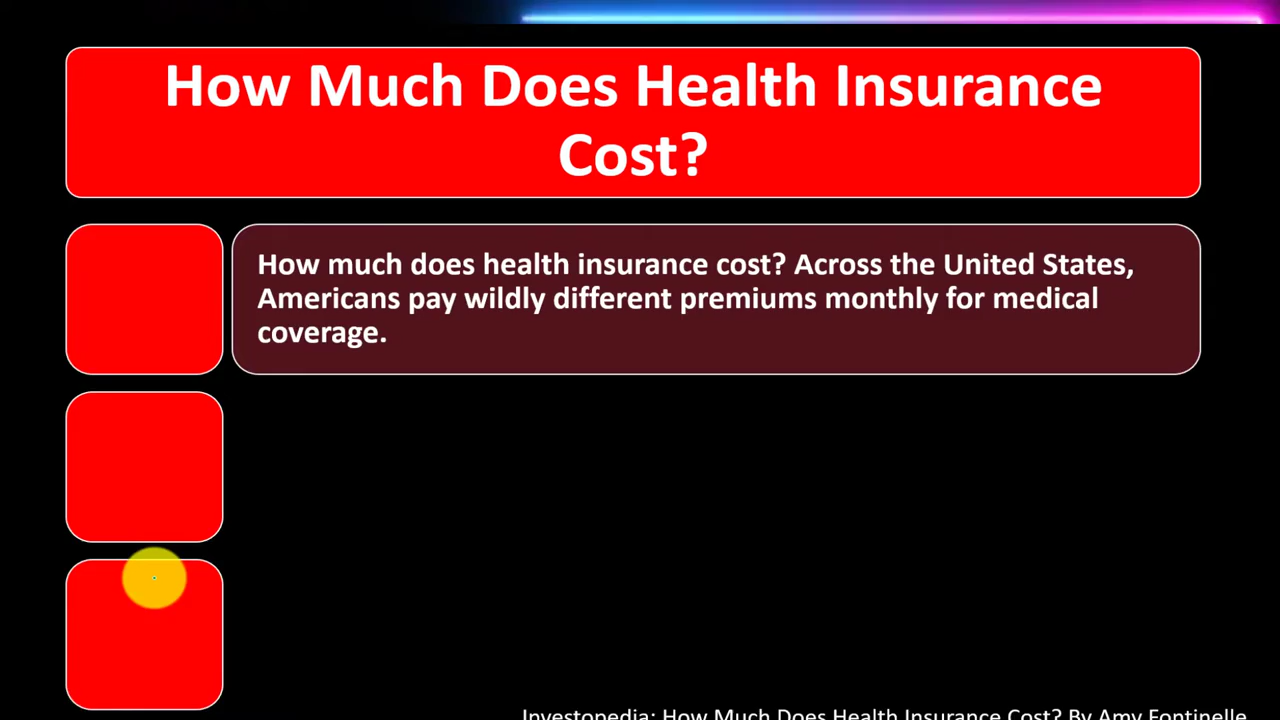 How Much Does Health Insurance
Cost?
How much does health insurance cost? Across the United States,
Americans pay wildly different premiums monthly for medical
coverage.
Investopedia: How Much Does Health Insurance Cost? By Amy Fontinelle